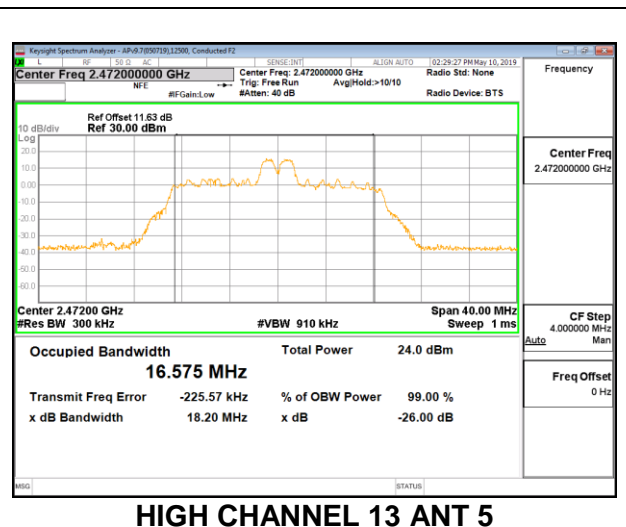 Keysight Spectrum Analyzer - APv9.7(050719),12500, Conducted F2
L RF 50 Ω AC SENSE:INT ALIGN AUTO 02:29:27 PM May 10, 2019
Center Freq 2.472000000 GHz
NFE
#IFGain:Low
Center Freq: 2.472000000 GHz
Trig: Free Run Avg|Hold:>10/10
#Atten: 40 dB
Radio Std: None
Radio Device: BTS
Frequency
Ref Offset 11.63 dB
10 dB/div Ref 30.00 dBm
Log
20.0
10.0
0.00
-10.0
-20.0
-30.0
-40.0
-50.0
-60.0
Center 2.47200 GHz Span 40.00 MHz
#Res BW 300 kHz #VBW 910 kHz Sweep 1 ms
Center Freq
2.472000000 GHz
CF Step
4.000000 MHz
Auto Man
Freq Offset
0 Hz
Occupied Bandwidth Total Power 24.0 dBm
16.575 MHz
Transmit Freq Error -225.57 kHz % of OBW Power 99.00 %
x dB Bandwidth 18.20 MHz x dB -26.00 dB
MSG STATUS
HIGH CHANNEL 13 ANT 5